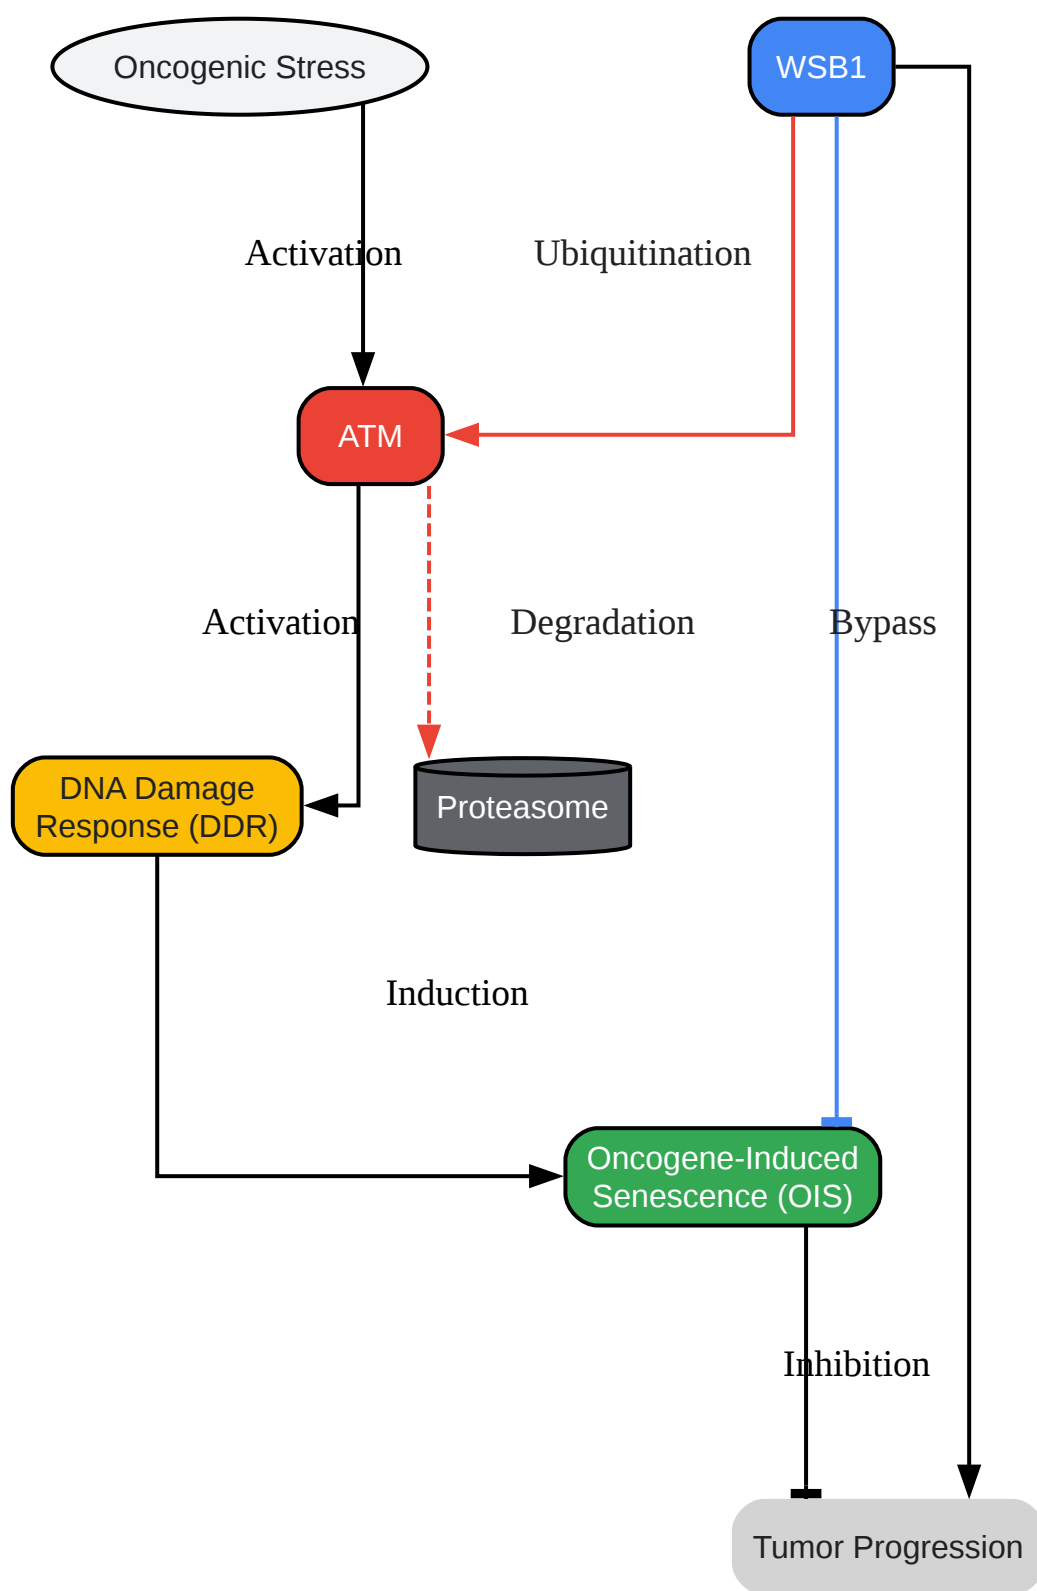 Oncogenic Stress
WSB1
Activation
Ubiquitination
ATM
Activation
Degradation
Bypass
DNA Damage
Response (DDR)
Proteasome
Induction
Oncogene-Induced
Senescence (OIS)
Inhibition
Tumor Progression